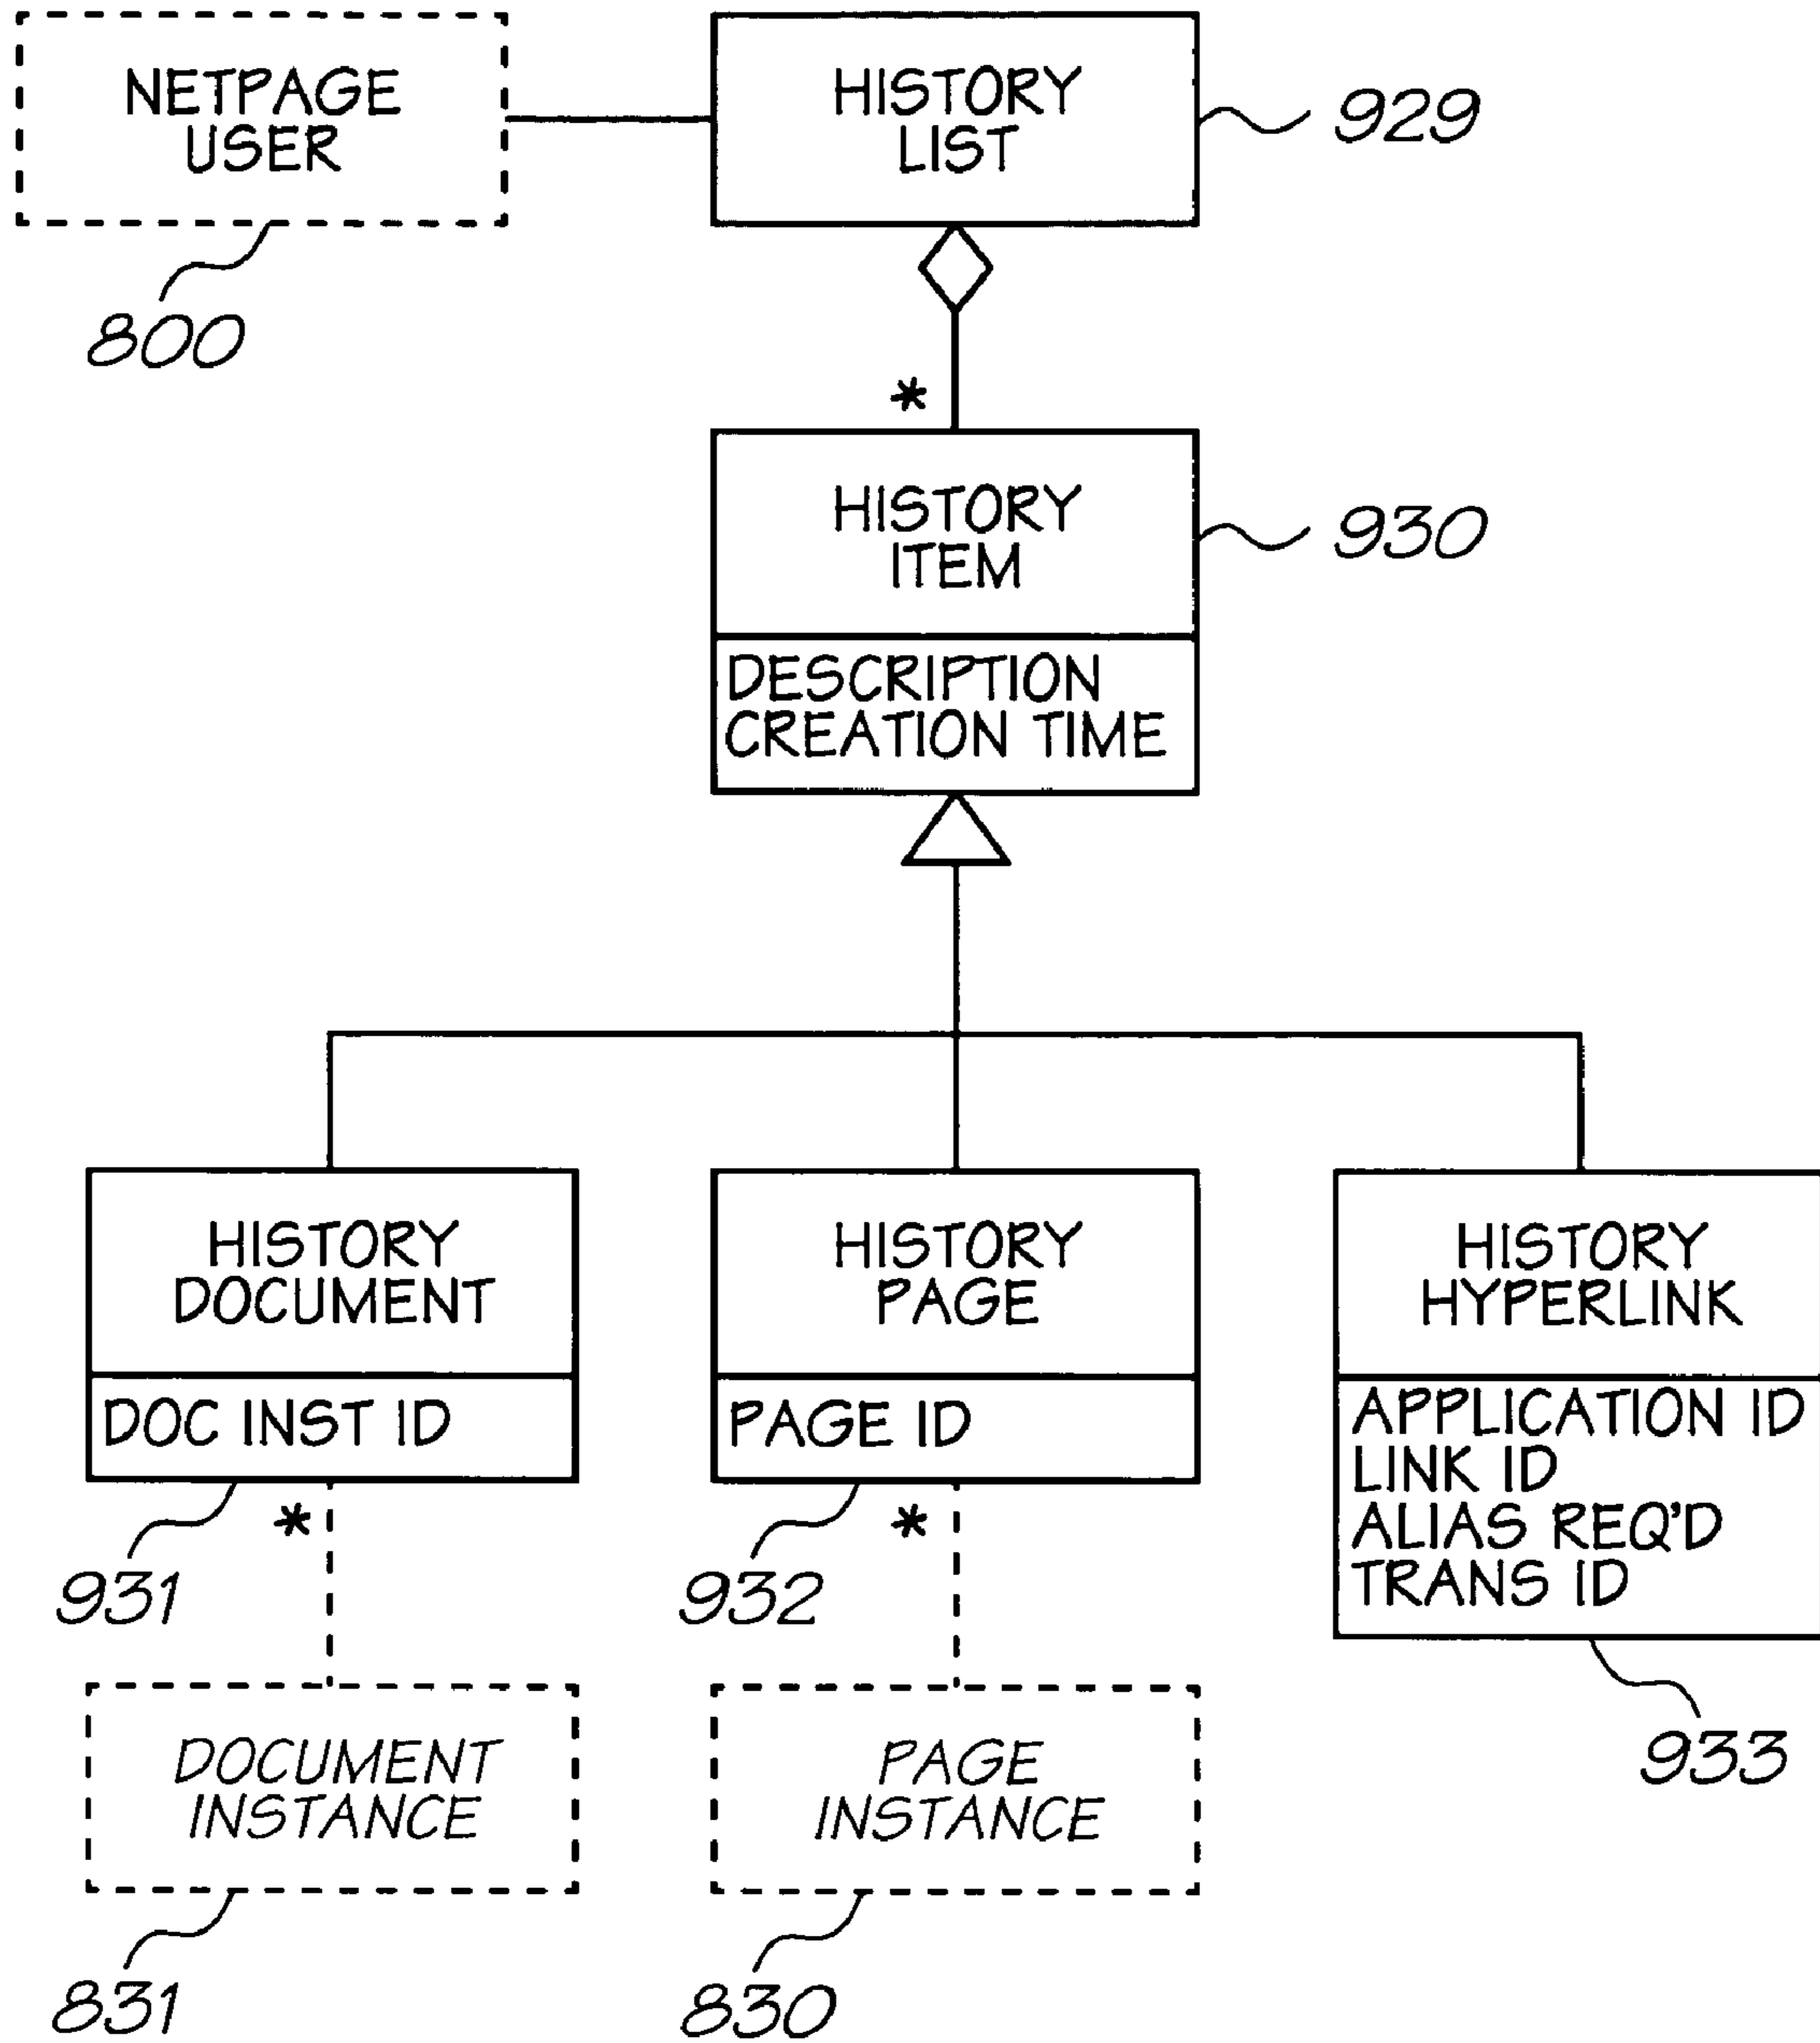 NETPAGE
USER
800
HISTORY
LIST
929
*
HISTORY
ITEM
930
DESCRIPTION
CREATION TIME
HISTORY
DOCUMENT
DOC INST ID
931
*
HISTORY
PAGE
PAGE ID
932
*
HISTORY
HYPERLINK
APPLICATION ID
LINK ID
ALIAS REQ'D
TRANS ID
933
DOCUMENT
INSTANCE
831
PAGE
INSTANCE
830